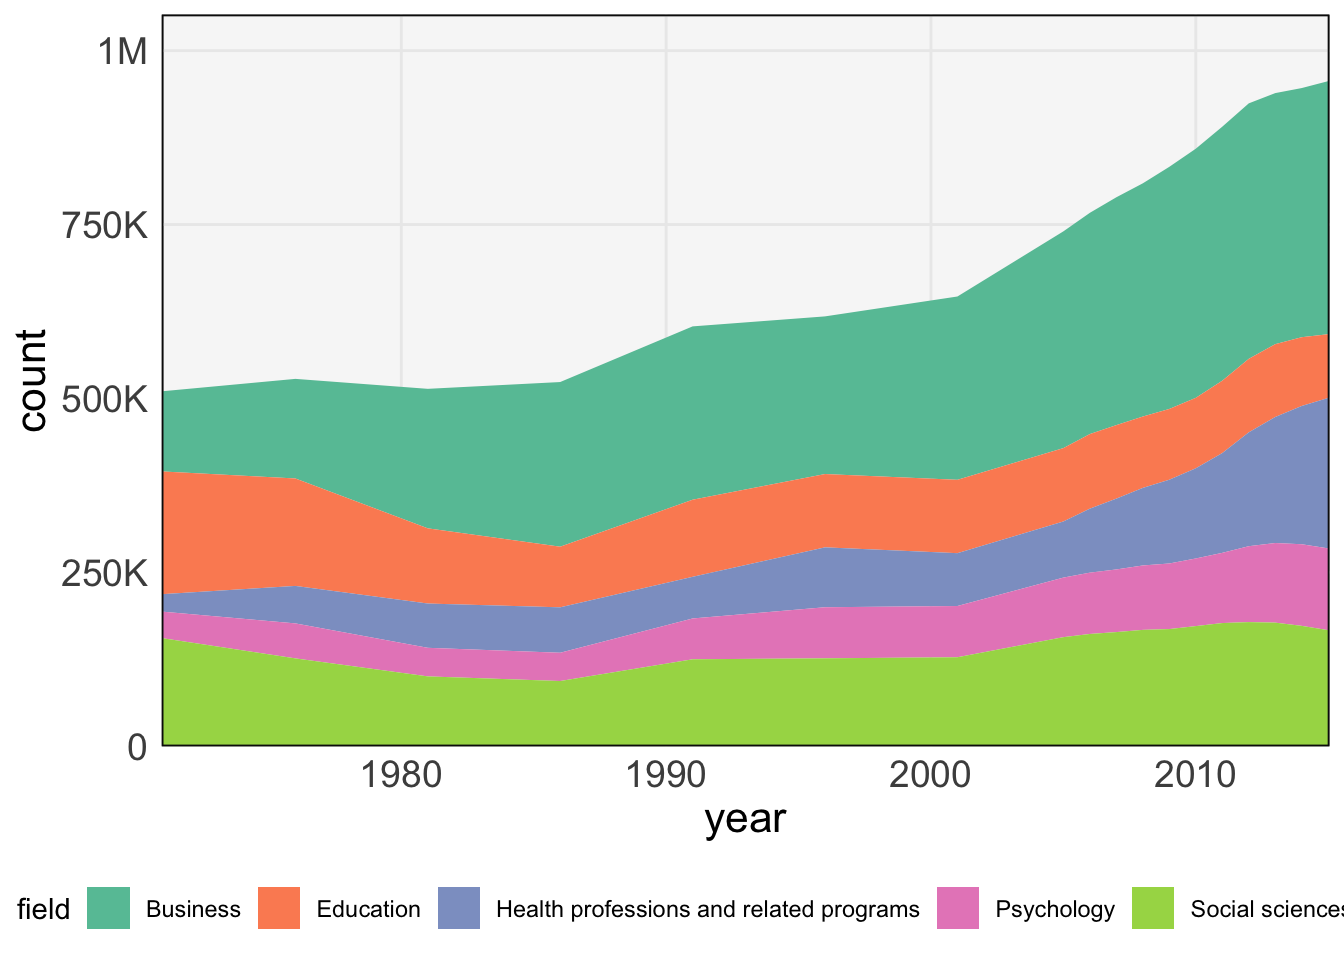 1M
750K
500K
250K
0
count
1980 1990 2000 2010
year
field Business Education Health professions and related programs Psychology Social sciences